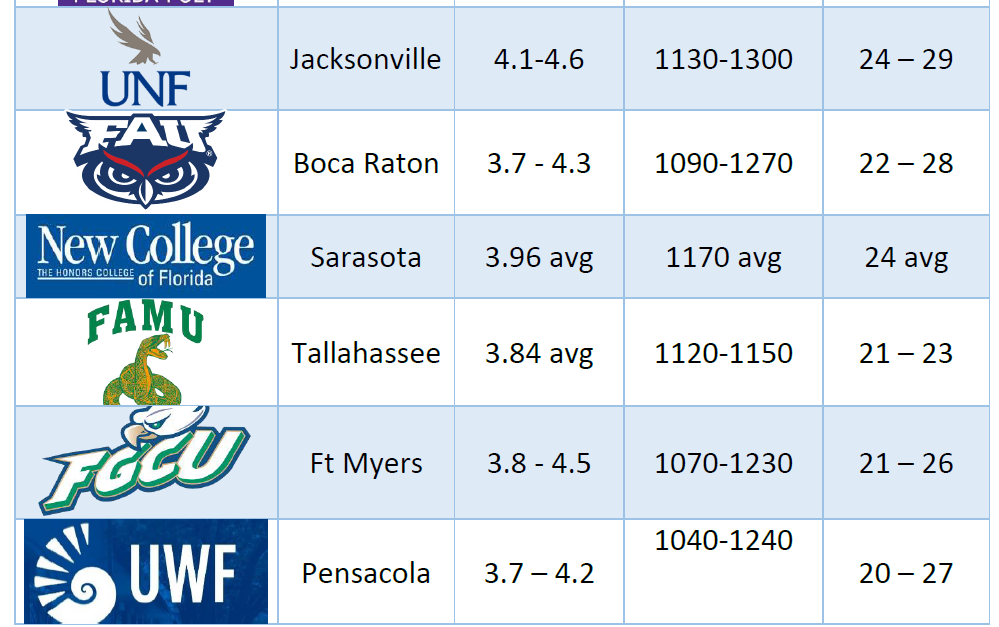 FLORIDA POLY
UNF
Jacksonville
4.1-4.6
1130-1300
24 – 29
FAU
®
Boca Raton
3.7 - 4.3
1090-1270
22 – 28
New College
THE HONORS COLLEGE
of Florida
Sarasota
3.96 avg
1170 avg
24 avg
FAMU
Tallahassee
3.84 avg
1120-1150
21 – 23
FGCU
Ft Myers
3.8 - 4.5
1070-1230
21 – 26
UWF
Pensacola
3.7 – 4.2
1040-1240
20 – 27